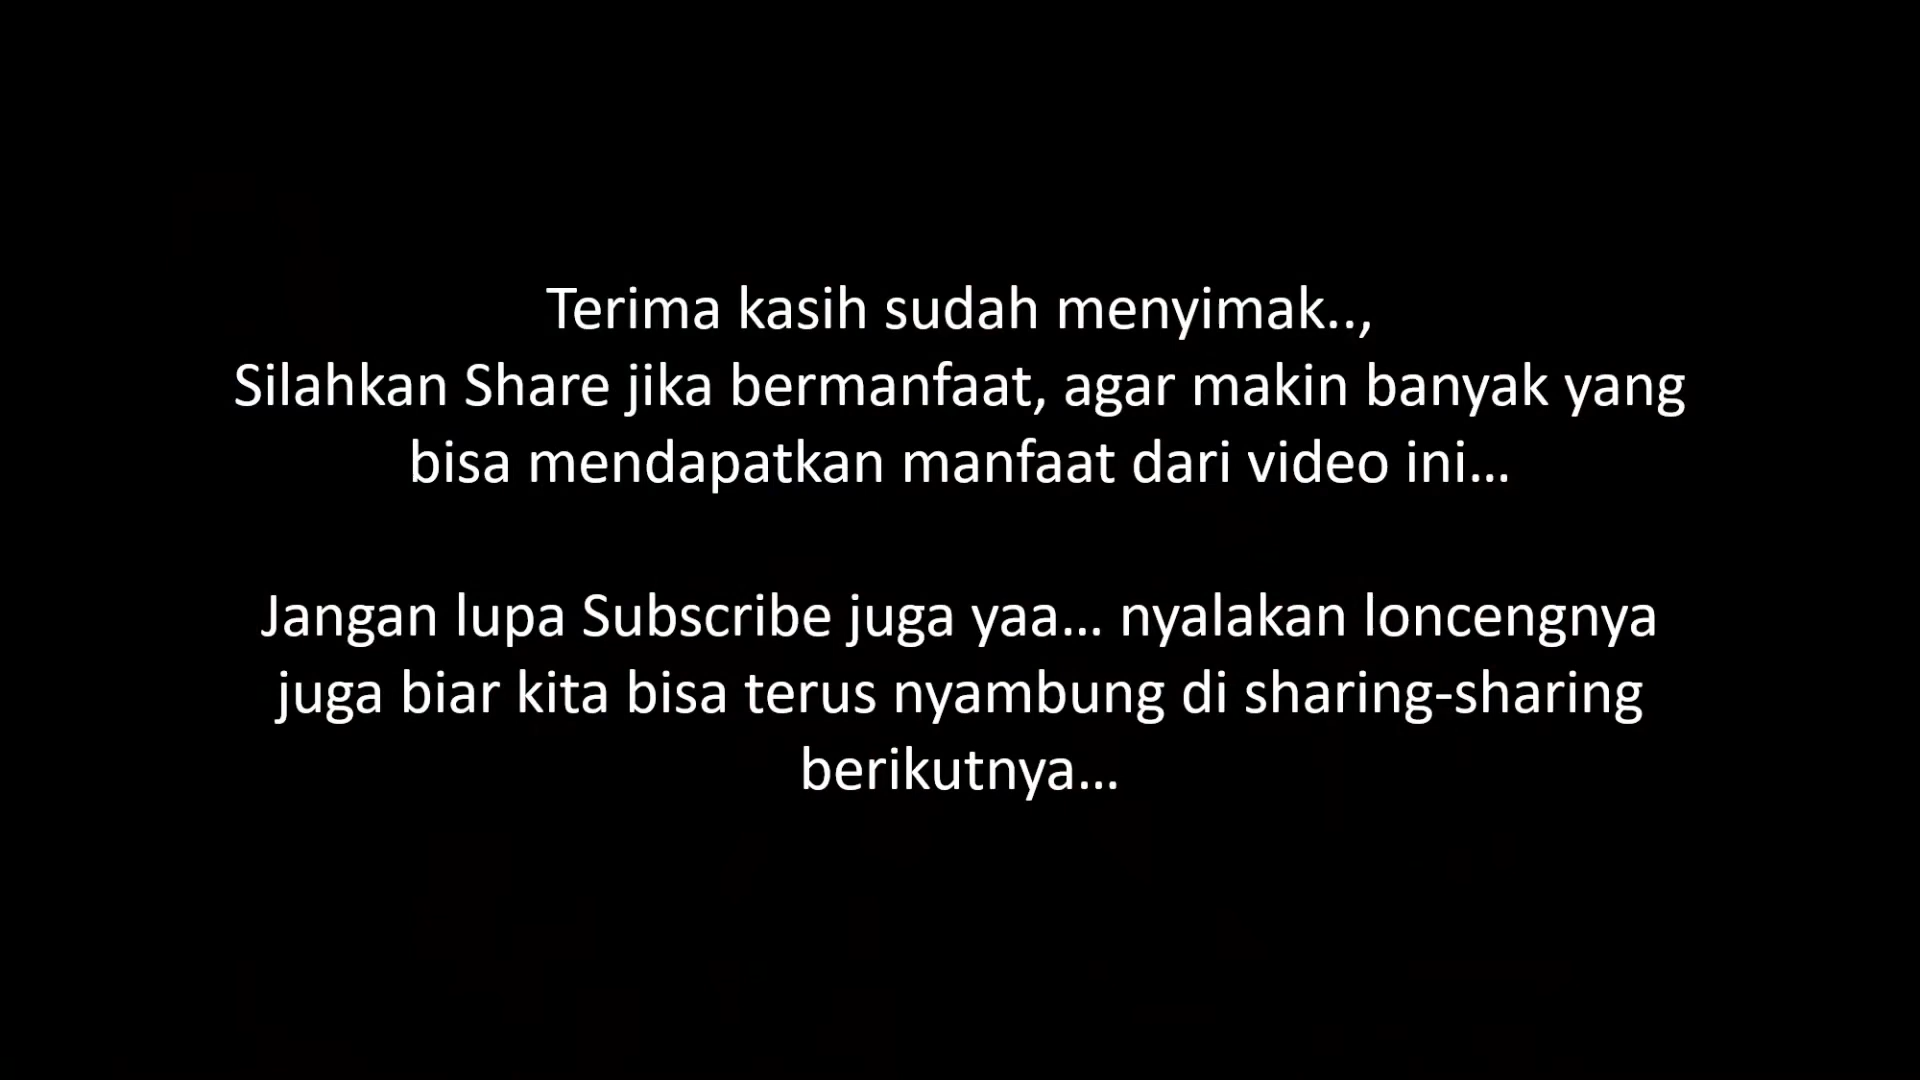 Terima kasih sudah menyimak..,
Silahkan Share jika bermanfaat, agar makin banyak yang
bisa mendapatkan manfaat dari video ini...
Jangan lupa Subscribe juga yaa... nyalakan loncengnya
juga biar kita bisa terus nyambung di sharing-sharing
berikutnya...